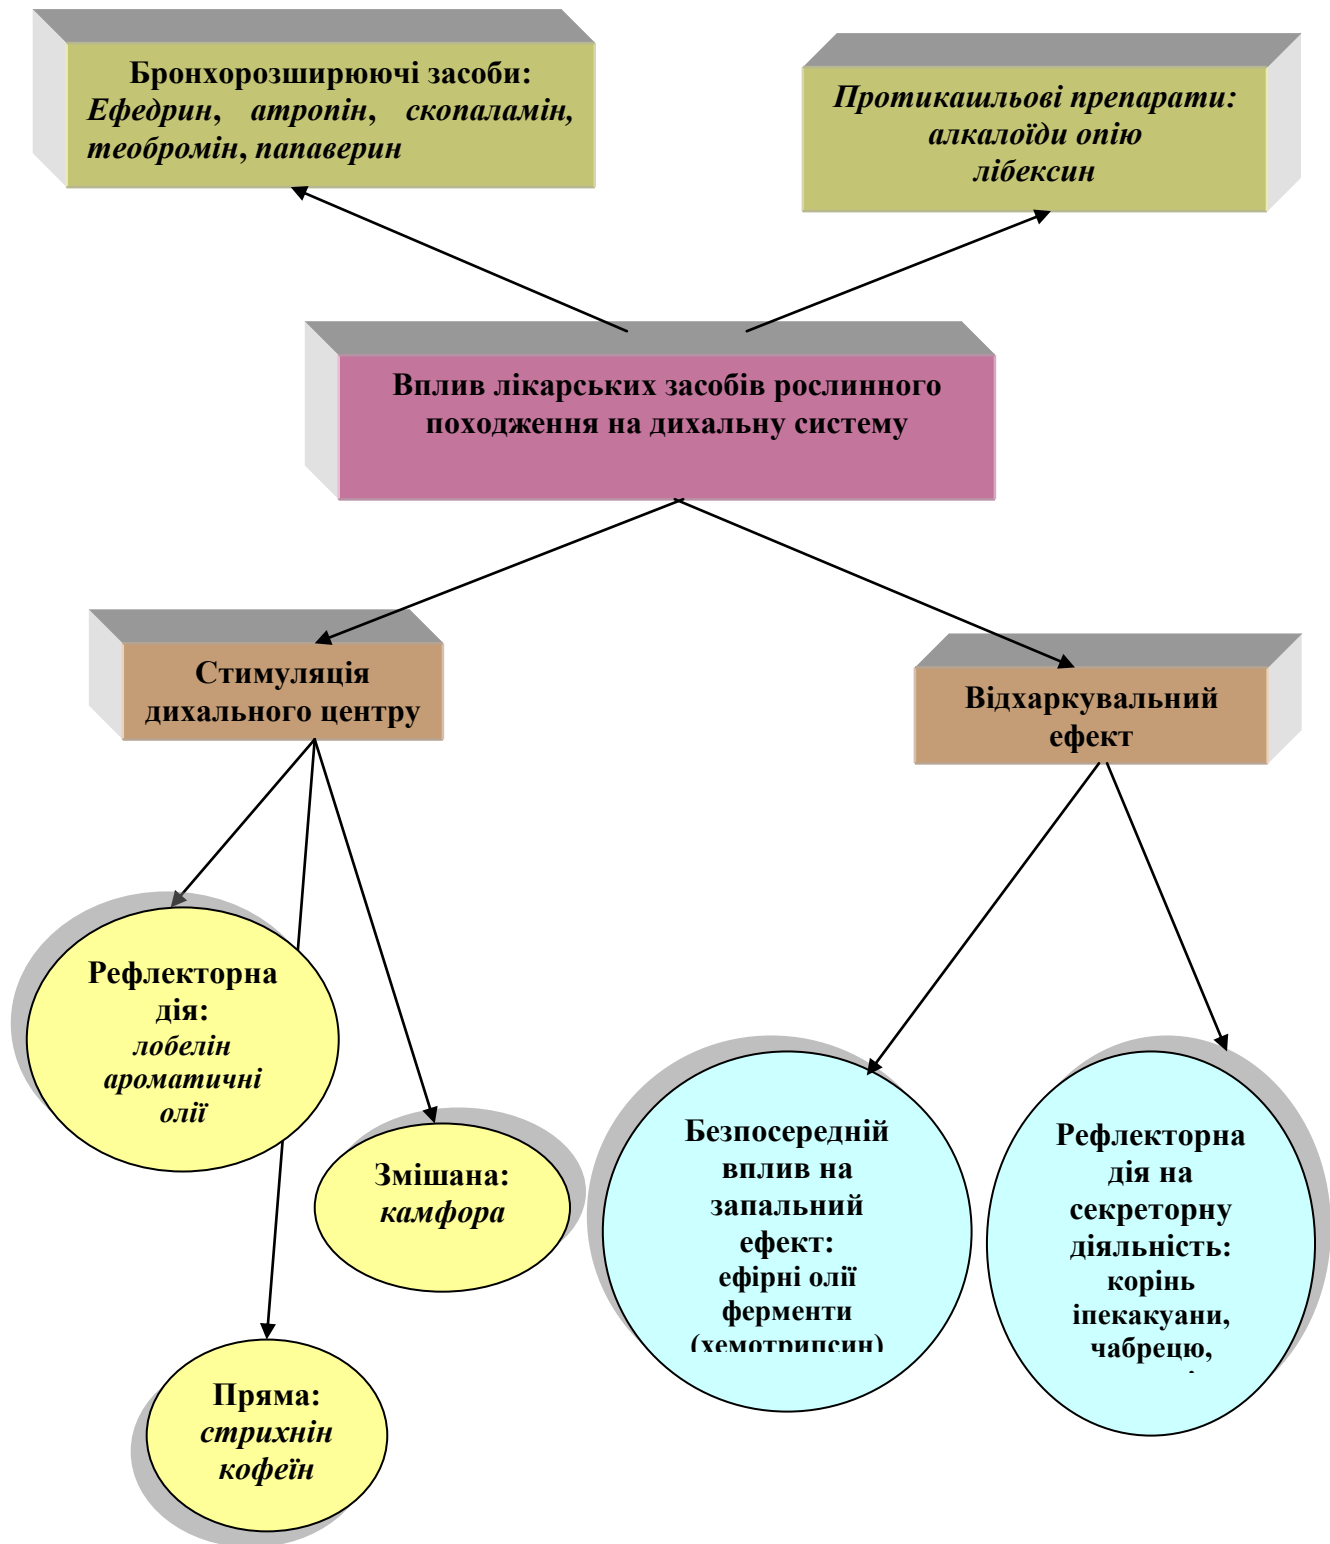 Бронхорозширюючі засоби:
Ефедрин, атропін, скопаламін,
теобромін, папаверин
Протикашльові препарати:
алкалоїди опію
лібексин
Вплив лікарських засобів рослинного
походження на дихальну систему
Стимуляція
дихального центру
Відхаркувальний
ефект
Рефлекторна
дія:
лобелін
ароматичні
олії
Змішана:
камфора
Пряма:
стрихнін
кофеїн
Безпосередній
вплив на
запальний
ефект:
ефірні олії
ферменти
(хемотрипсин)
Рефлекторна
дія на
секреторну
діяльність:
корінь
іпекакуани,
чабрецю,